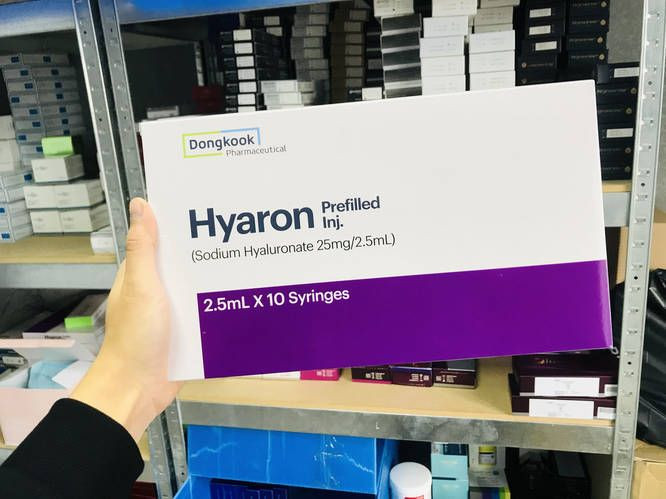 Dongkook
Pharmaceutical
Hyaron Prefilled
Inj.
(Sodium Hyaluronate 25mg/2.5mL)
2.5mL X 10 Syringes